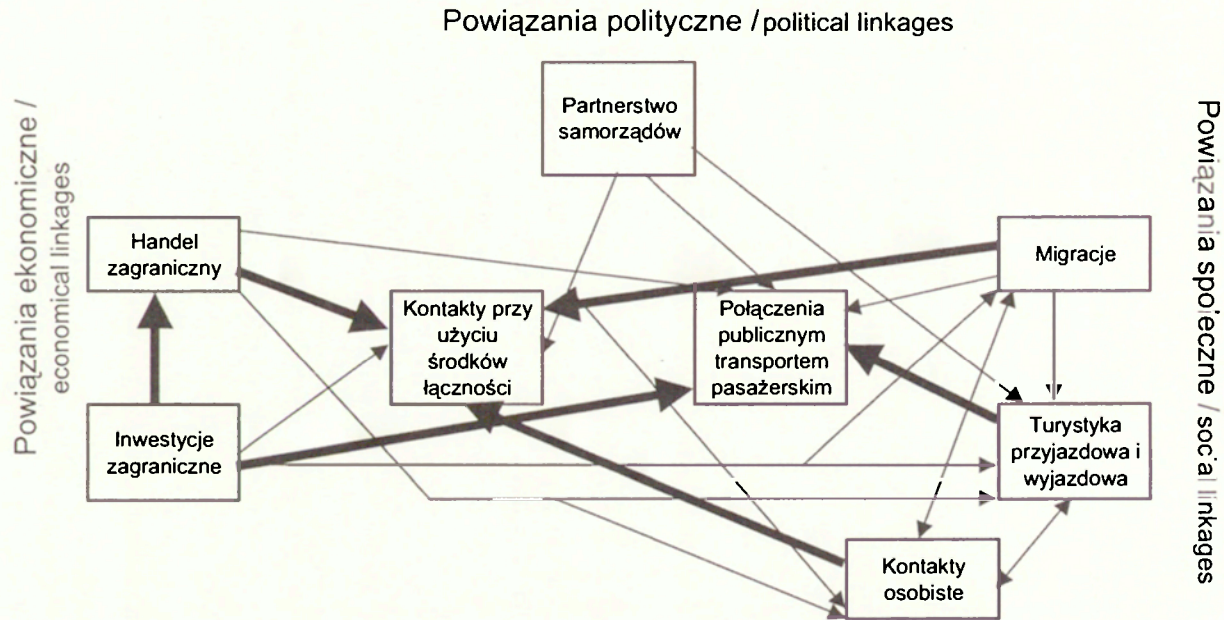 Powiązania polityczne / political linkages
Powiązania ekonomiczne /
economical linkages
Partnerstwo
samorządów
Powiązania społeczne / social linkages
Handel
zagraniczny
Migracje
Kontakty przy
użyciu
środków
łączności
Połączenia
publicznym
transportem
pasażerskim
Inwestycje
zagraniczne
Turystyka
przyjazdowa i
wyjazdowa
Kontakty
osobiste